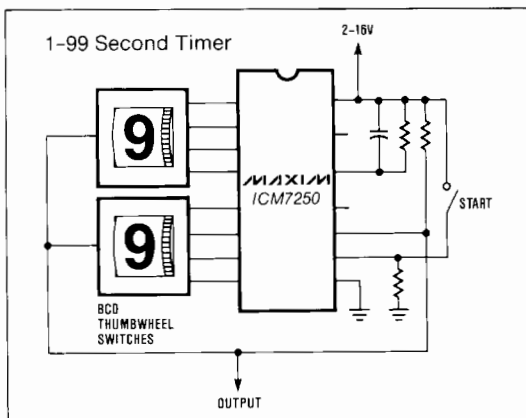 1-99 Second Timer
2-16V
9
MAXIM
ICM7250
START
9
BCD
THUMBWHEEL
SWITCHES
OUTPUT